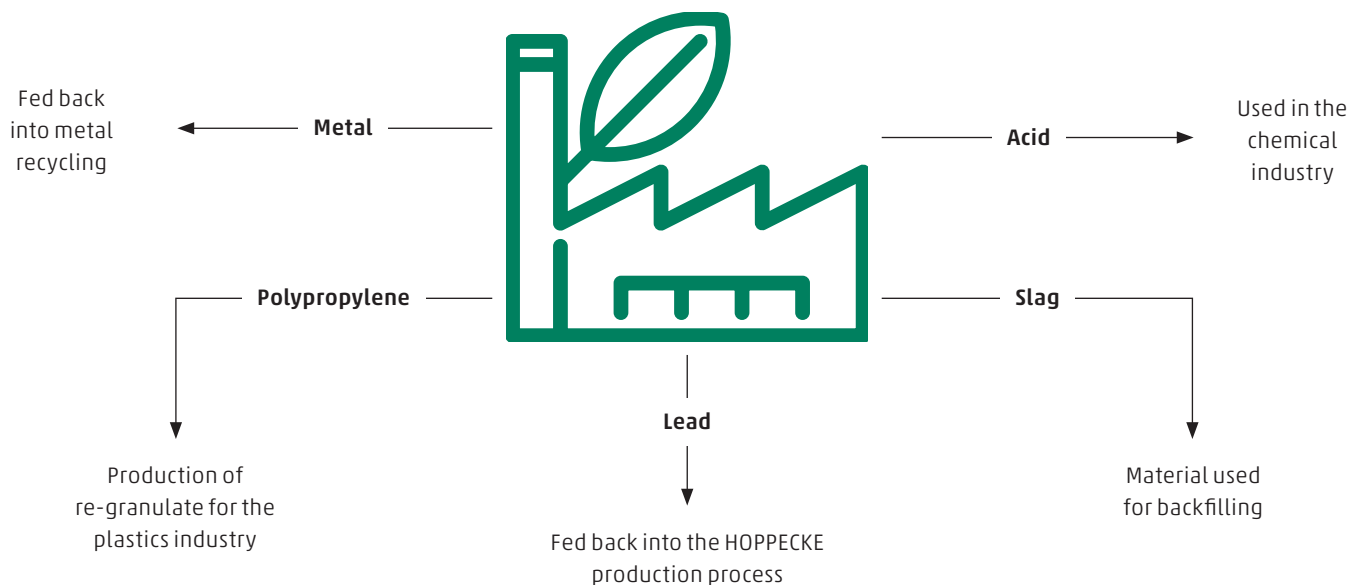 Fed back
into metal
recycling
Metal
Acid
Used in the
chemical
industry
Polypropylene
Slag
Lead
Production of
re-granulate for the
plastics industry
Fed back into the HOPPECKE
production process
Material used
for backfilling